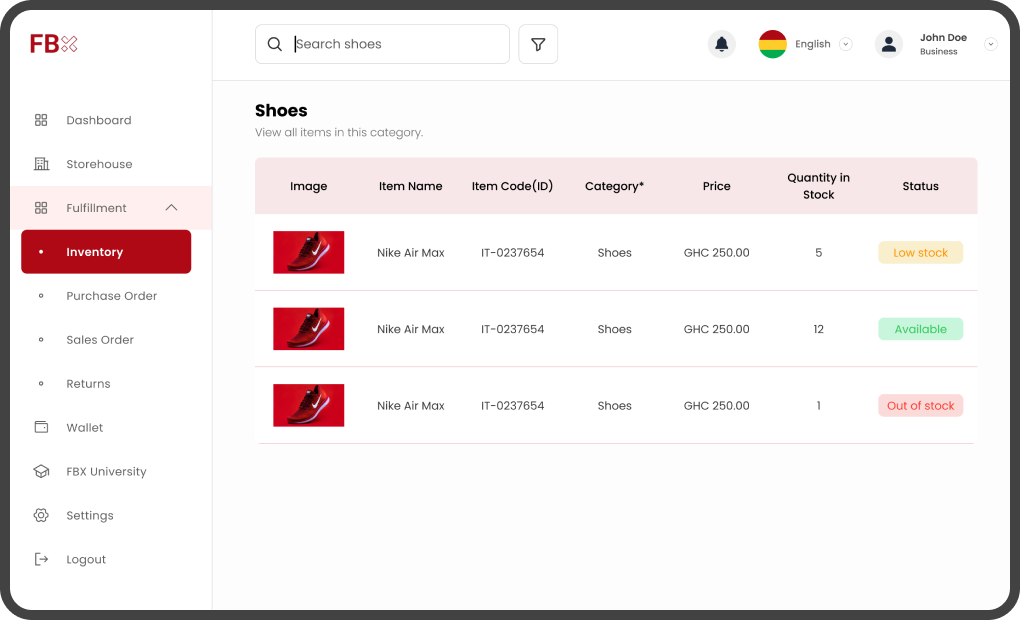 FBX
Search shoes
English
John Doe
Business
Dashboard
Storehouse
Fulfillment
Inventory
Purchase Order
Sales Order
Returns
Wallet
FBX University
Settings
Logout
Shoes
View all items in this category.
Image Item Name Item Code(ID) Category* Price Quantity in Stock Status
Nike Air Max IT-0237654 Shoes GHC 250.00 5 Low stock
Nike Air Max IT-0237654 Shoes GHC 250.00 12 Available
Nike Air Max IT-0237654 Shoes GHC 250.00 1 Out of stock